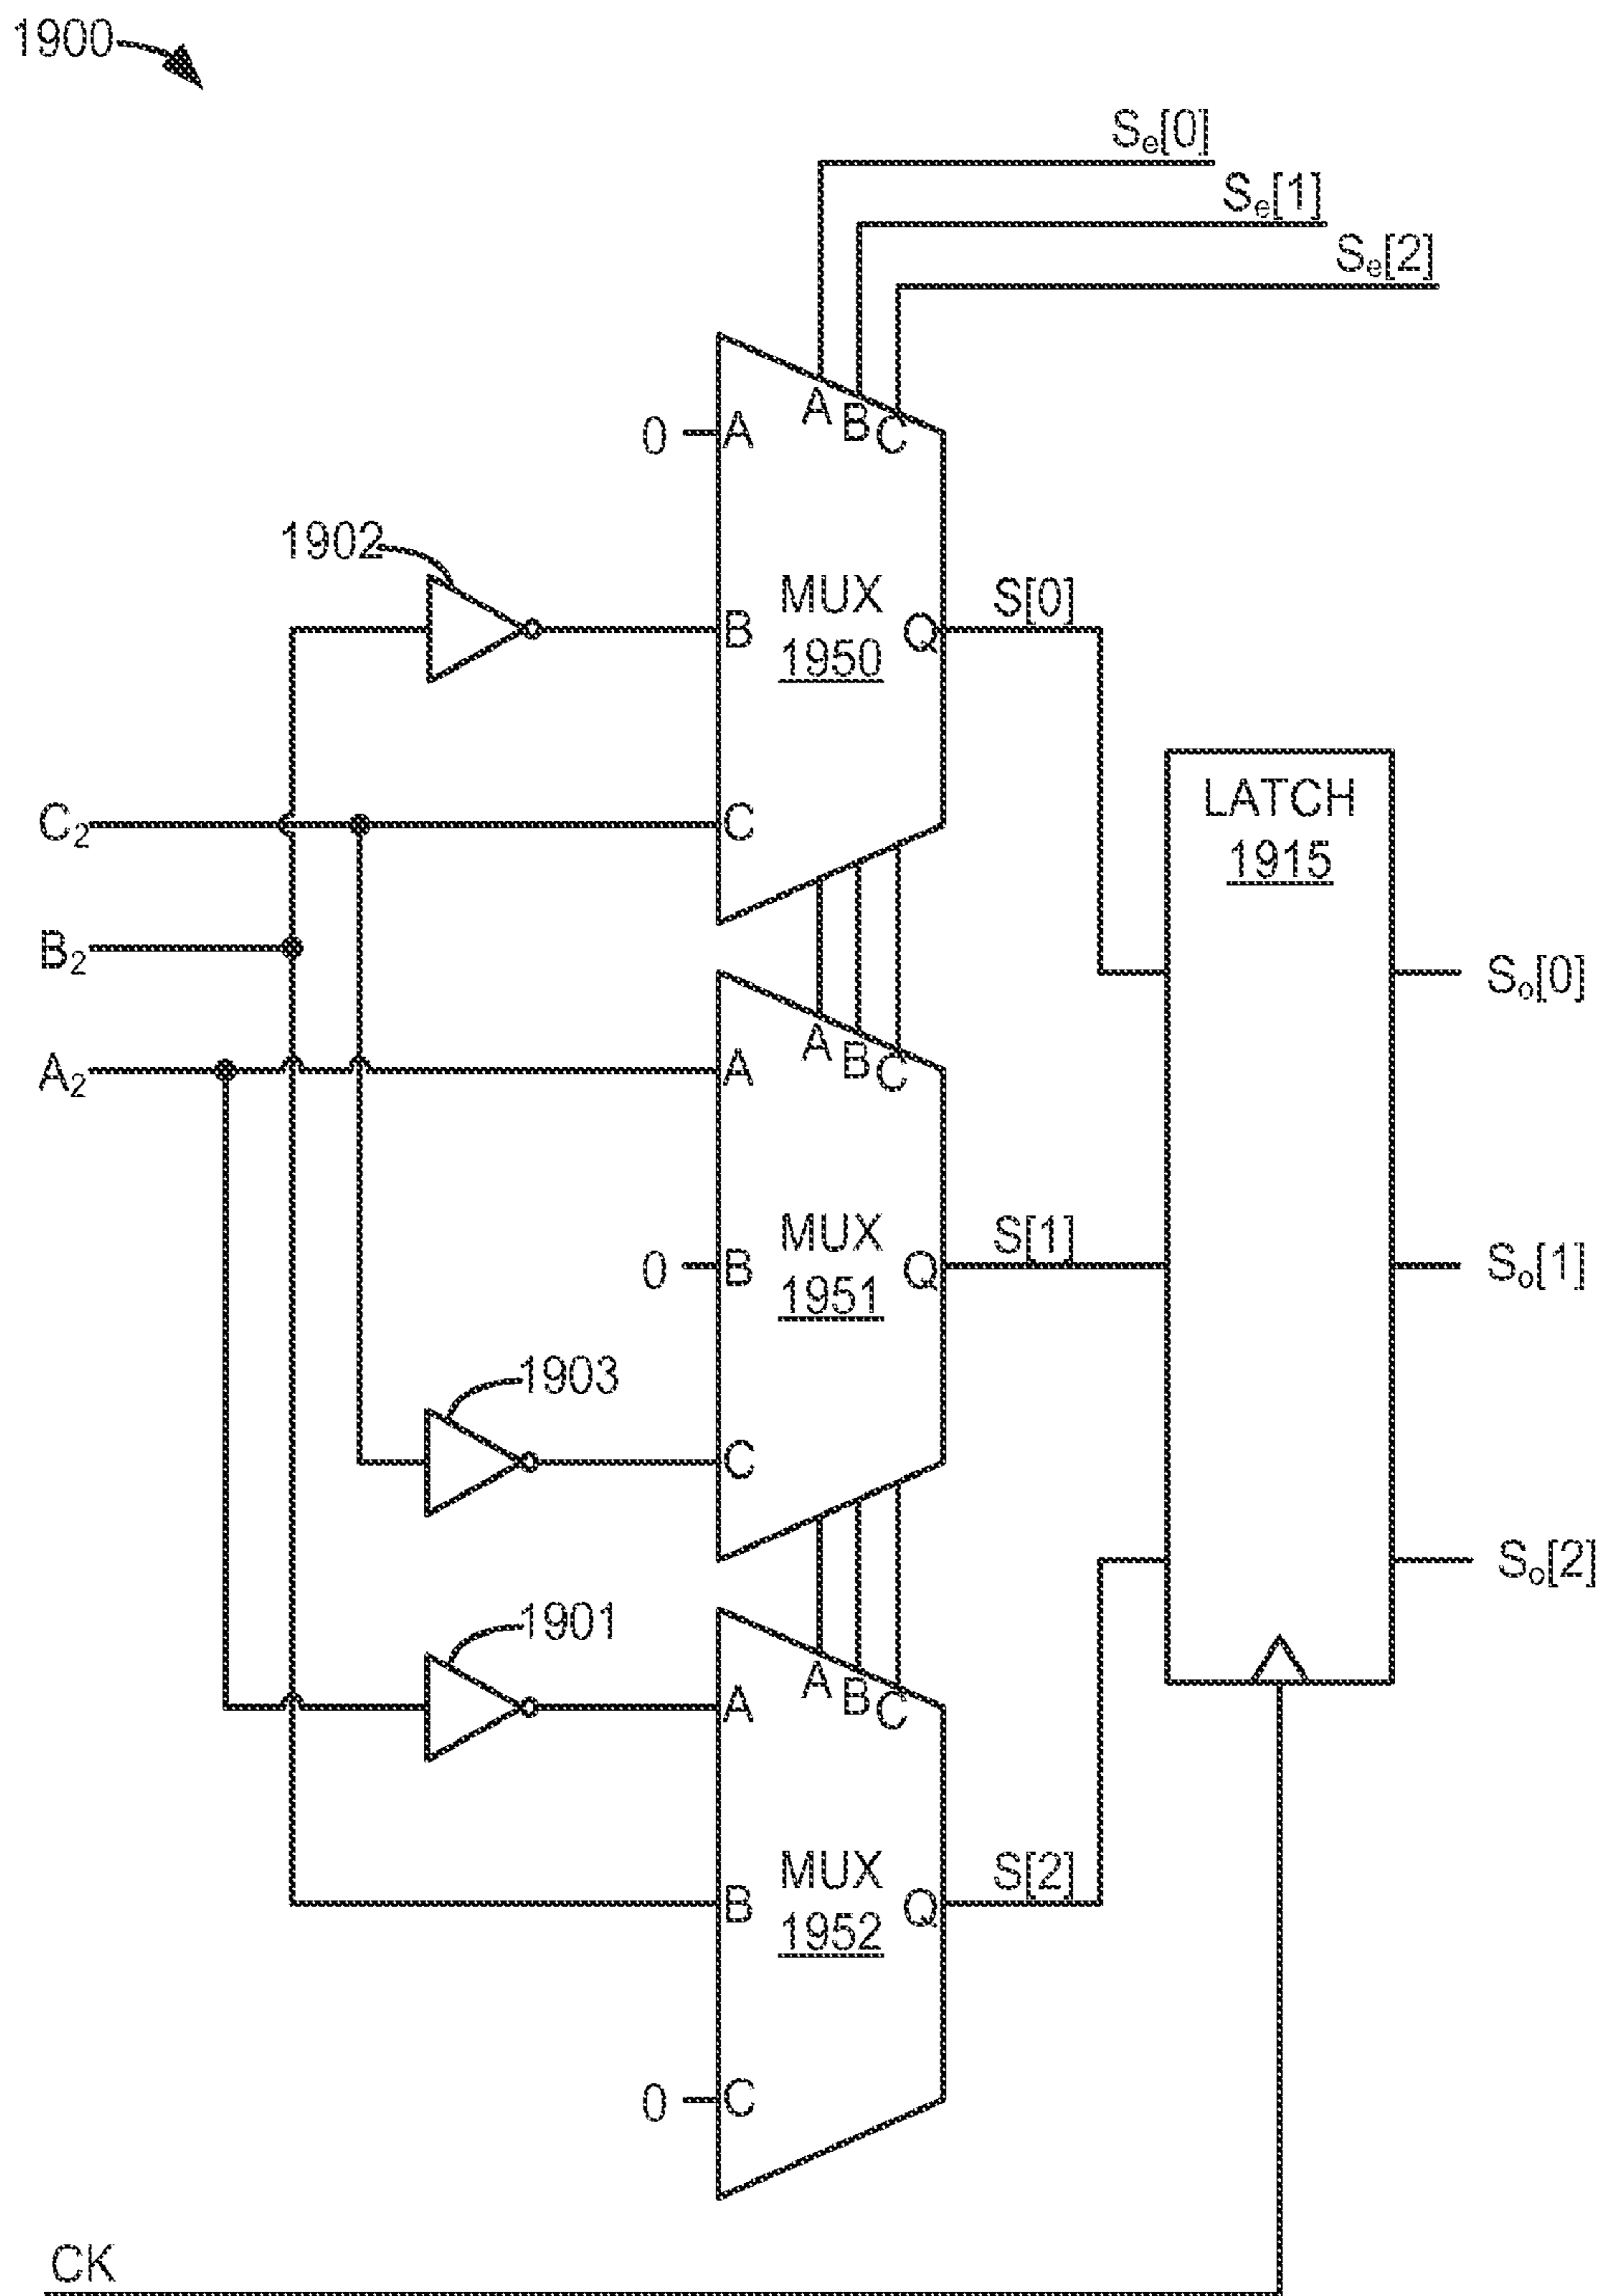 1900
Se[0]
Se[1]
Se[2]
A
B
C
0
A
1902
MUX
1950
B
Q
S[0]
C2
C
LATCH
1915
B2
So[0]
A
B
C
A2
A
MUX
1951
0
B
Q
S[1]
So[1]
1903
C
So[2]
1901
A
B
C
A
MUX
1952
B
Q
S[2]
0
C
CK